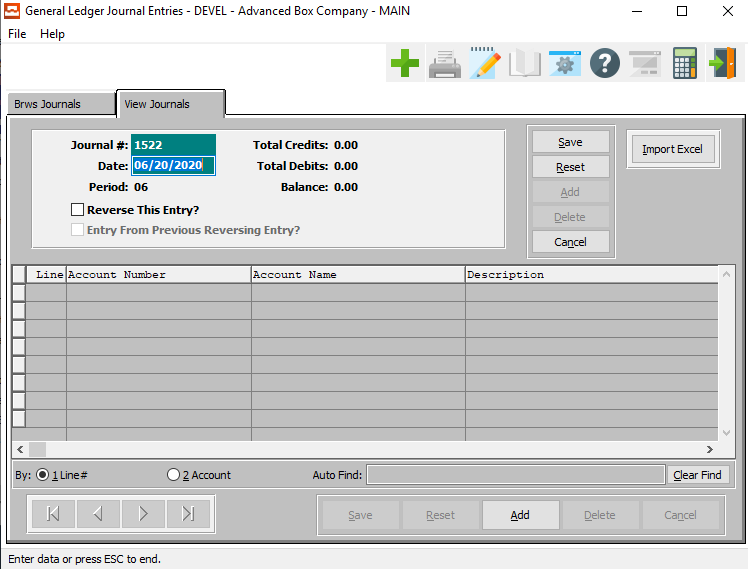 General Ledger Journal Entries - DEVEL - Advanced Box Company - MAIN
File Help
Brws Journals View Journals
Journal #: 1522 Total Credits: 0.00
Date: 06/20/2020 Total Debits: 0.00
Period: 06 Balance: 0.00
Reverse This Entry?
Entry From Previous Reversing Entry?
Save
Reset
Add
Delete
Cancel
Import Excel
Line Account Number Account Name Description
By: 1 Line# 2 Account Auto Find: Clear Find
Save Reset Add Delete Cancel
Enter data or press ESC to end.